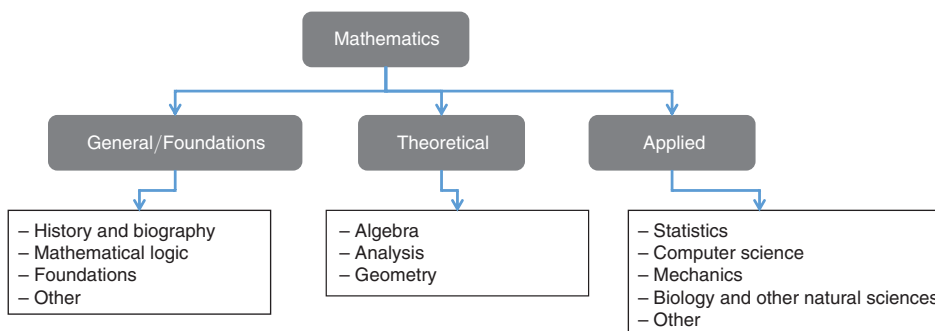 Mathematics
General/Foundations
Theoretical
Applied
– History and biography
– Mathematical logic
– Foundations
– Other
– Algebra
– Analysis
– Geometry
– Statistics
– Computer science
– Mechanics
– Biology and other natural sciences
– Other